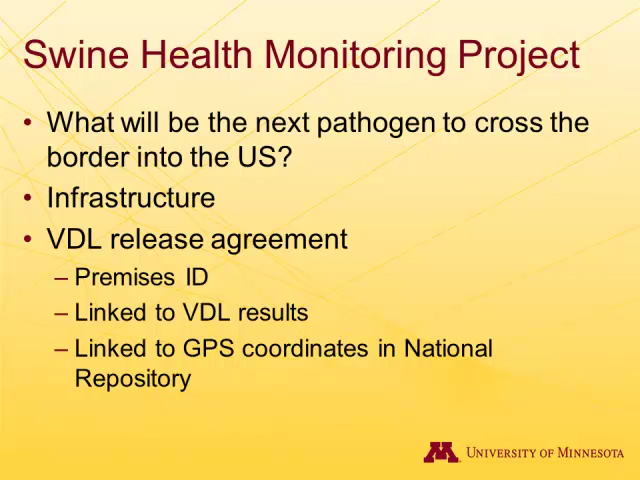 Swine Health Monitoring Project
• What will be the next pathogen to cross the
border into the US?
• Infrastructure
• VDL release agreement
– Premises ID
– Linked to VDL results
– Linked to GPS coordinates in National
Repository
M University of Minnesota